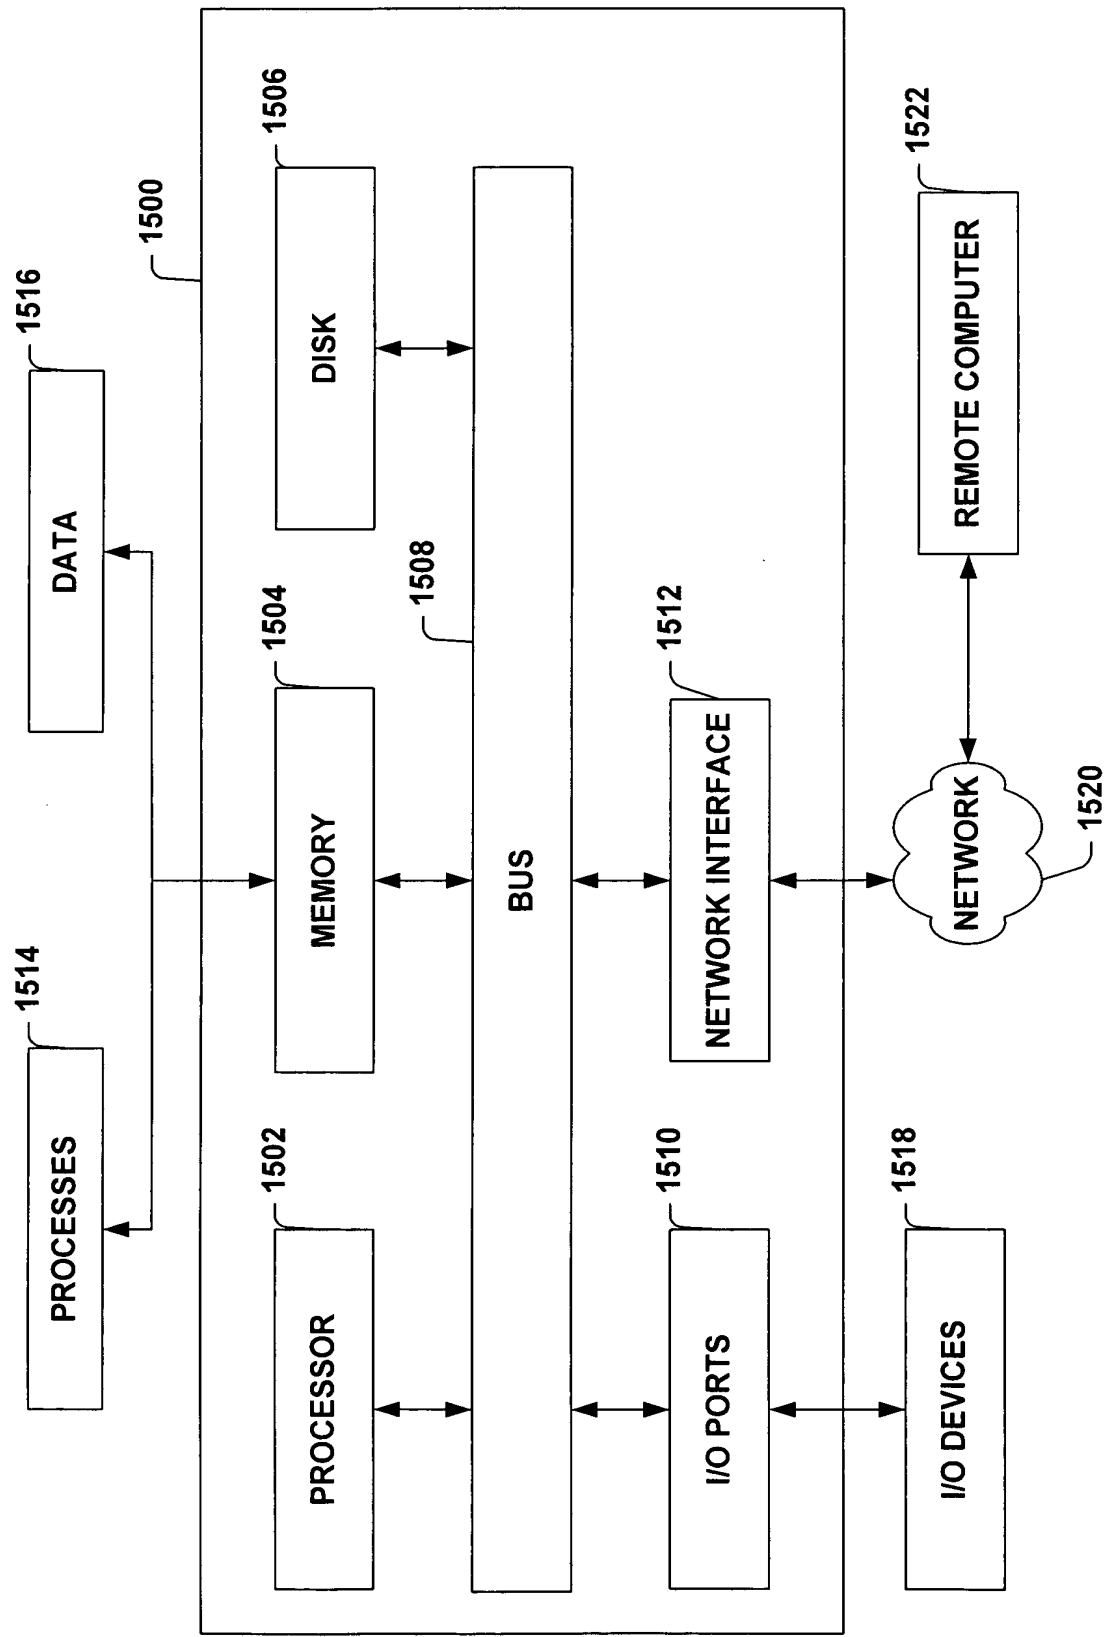 PROCESSES
1514
DATA
1516
1500
PROCESSOR
1502
MEMORY
1504
DISK
1506
BUS
1508
I/O PORTS
1510
NETWORK INTERFACE
1512
I/O DEVICES
1518
NETWORK
1520
REMOTE COMPUTER
1522